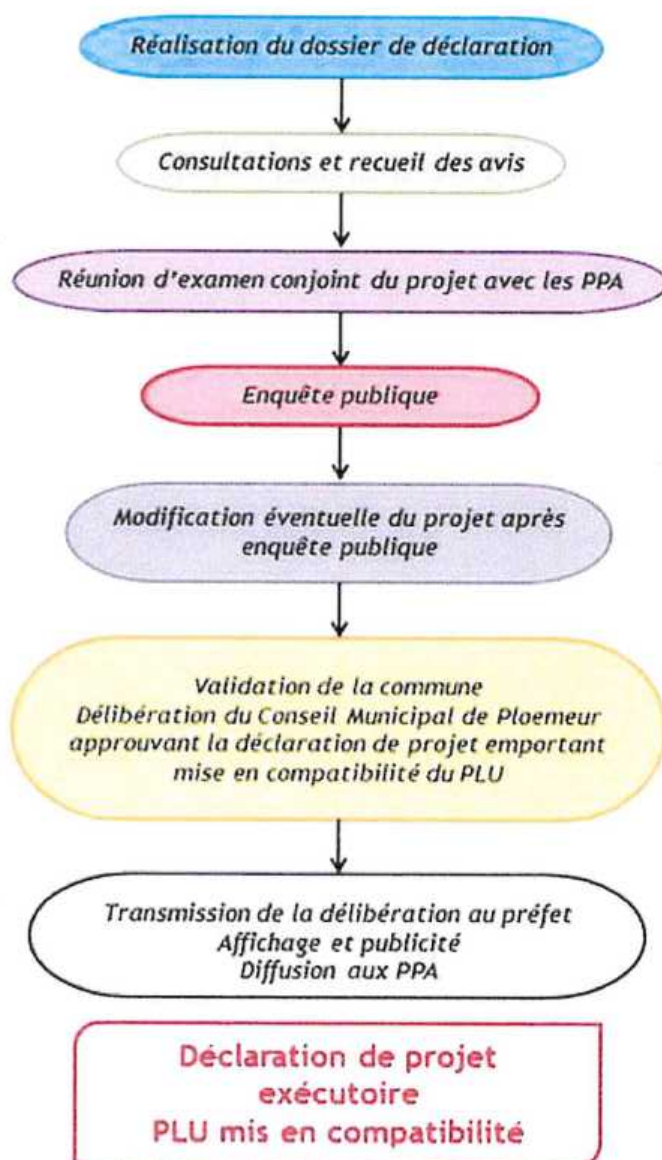 Réalisation du dossier de déclaration
Consultations et recueil des avis
Réunion d'examen conjoint du projet avec les PPA
Enquête publique
Modification éventuelle du projet après
enquête publique
Validation de la commune
Délibération du Conseil Municipal de Ploemeur
approuvant la déclaration de projet emportant
mise en compatibilité du PLU
Transmission de la délibération au préfet
Affichage et publicité
Diffusion aux PPA
Déclaration de projet
exécutoire
PLU mis en compatibilité